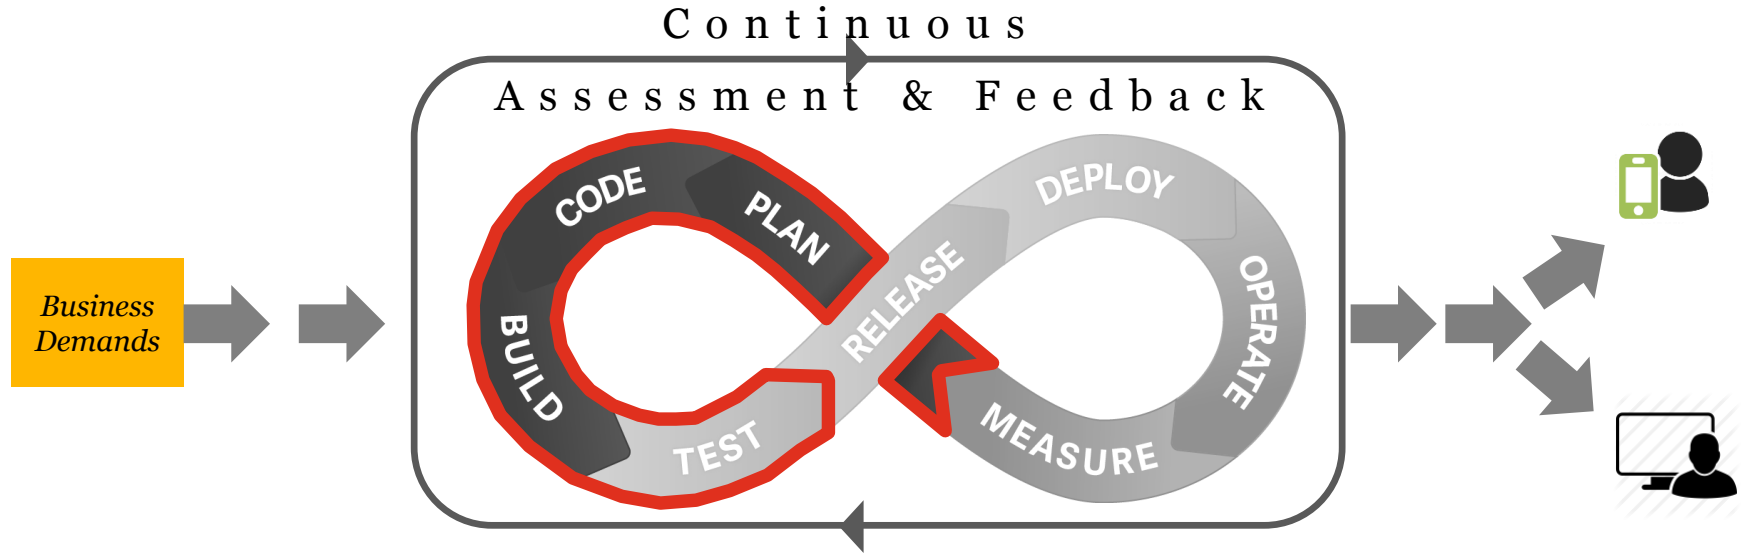 Continuous
Assessment & Feedback
Business
Demands
PLAN
CODE
BUILD
TEST
RELEASE
DEPLOY
OPERATE
MEASURE